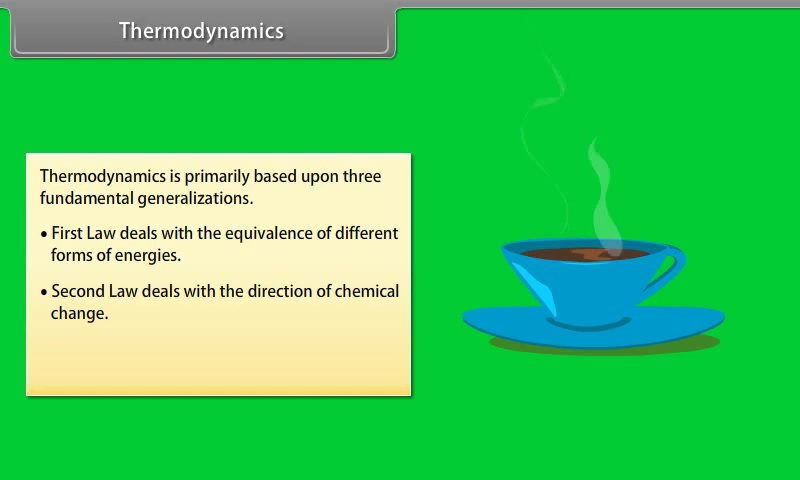 Thermodynamics
Thermodynamics is primarily based upon three
fundamental generalizations.
• First Law deals with the equivalence of different
forms of energies.
• Second Law deals with the direction of chemical
change.